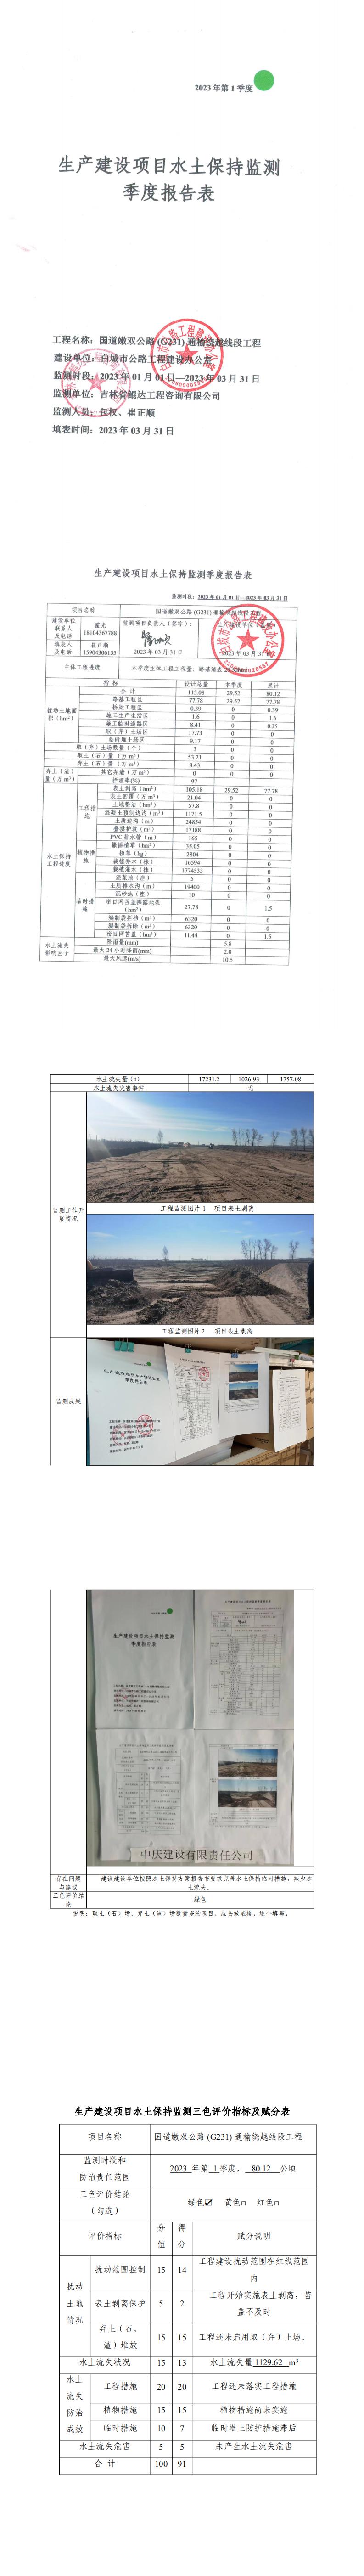 2023 年第 1 季度
生产建设项目水土保持监测
季度报告表
工程名称：国道嫩双公路 (G231) 通榆绕越线段工程
建设单位：白城市公路工程建设办公室
监测时段：2023 年 01 月 01 日—2023 年 03 月 31 日
监测单位：吉林省鲲达工程咨询有限公司
监测人员：包权、崔正顺
填表时间：2023 年 03 月 31 日
生产建设项目水土保持监测季度报告表
监测时段：2023 年 01 月 01 日—2023 年 03 月 31 日
项目名称 国道嫩双公路 (G231) 通榆绕越线段工程
建设单位联系人及电话 霍光 18104367788 监测项目负责人（签字）： 2023 年 03 月 31 日
填表人及电话 崔正顺 15904306155
主体工程进度 本季度主体工程工程量：路基清表
指 标 设计总量 本季度 累计
扰动土地面积（hm²） 合 计 115.08 29.52 80.12
路基工程区 77.78 29.52 77.78
桥梁工程区 0.39 0 0.39
施工生产生活区 1.6 0 1.6
施工临时道路区 8.41 0 0.35
取（弃）土场区 17.73 0 0
临时堆土场区 9.17 0 0
取（弃）土场数量（个） 3 0 0
取土（石）量（万 m³） 53.21 0 0
弃土（渣）量（万 m³） 弃土（石）量（万 m³） 8.43 0 0
其它弃渣（万 m³） 0 0 0
拦渣率(%) 97
水土保持工程进度 工程措施 表土剥离（hm²） 105.18 29.52 77.78
表土回覆（万 m³） 21.04 0 0
土地整治（hm²） 57.8 0 0
混凝土预制边沟（m³） 1171.5 0 0
土质边沟（m） 24854 0 0
叠拱护坡（m²） 17188 0 0
PVC 排水管（m） 165 0 0
植物措施 撒播植草（hm²） 35.05 0 0
植草（kg） 2804 0 0
栽植乔木（株） 16594 0 0
栽植灌木（株） 1774533 0 0
临时措施 泥浆池（座） 5 0 0
土质排水沟（m） 19400 0 0
沉砂池（座） 10 0 0
密目网苫盖裸露地表（hm²） 27.78 0 1.5
编制袋拦挡（m³） 6320 0 0
编制袋拆除（m³） 6320 0 0
密目网苫盖（hm²） 11.44 0 1.5
水土流失影响因子 降雨量(mm) 5.8
最大 24 小时降雨(mm) 2.0
最大风速(m/s) 10.5
水土流失量（t） 17231.2 1026.93 1757.08
水土流失灾害事件 无
监测工作开展情况
工程监测图片 1 项目表土剥离
工程监测图片 2 项目表土剥离
监测成果
生产建设项目水土保持监测
季度报告表
中庆建设有限责任公司
存在问题与建议 建议建设单位按照水土保持方案报告书要求完善水土保持临时措施，减少水土流失。
三色评价结论 绿色
说明：取土（石）场、弃土（渣）场数量多的项目，应另做表格，逐个填写。
生产建设项目水土保持监测三色评价指标及赋分表
项目名称 国道嫩双公路 (G231) 通榆绕越线段工程
监测时段和防治责任范围 2023 年第 1 季度， 80.12 公顷
三色评价结论（勾选） 绿色☑ 黄色□ 红色□
评价指标 分值 得分 赋分说明
扰动土地情况 扰动范围控制 15 14 工程建设扰动范围在红线范围内
表土剥离保护 5 2 工程开始实施表土剥离，苫盖不及时
弃土（石、渣）堆放 15 15 工程还未启用取（弃）土场。
水土流失状况 15 13 水土流失量 1129.62 m³
水土流失防治成效 工程措施 20 20 工程还未落实工程措施
植物措施 15 15 植物措施尚未实施
临时措施 10 7 临时堆土防护措施滞后
水土流失危害 5 5 未产生水土流失危害
合 计 100 91